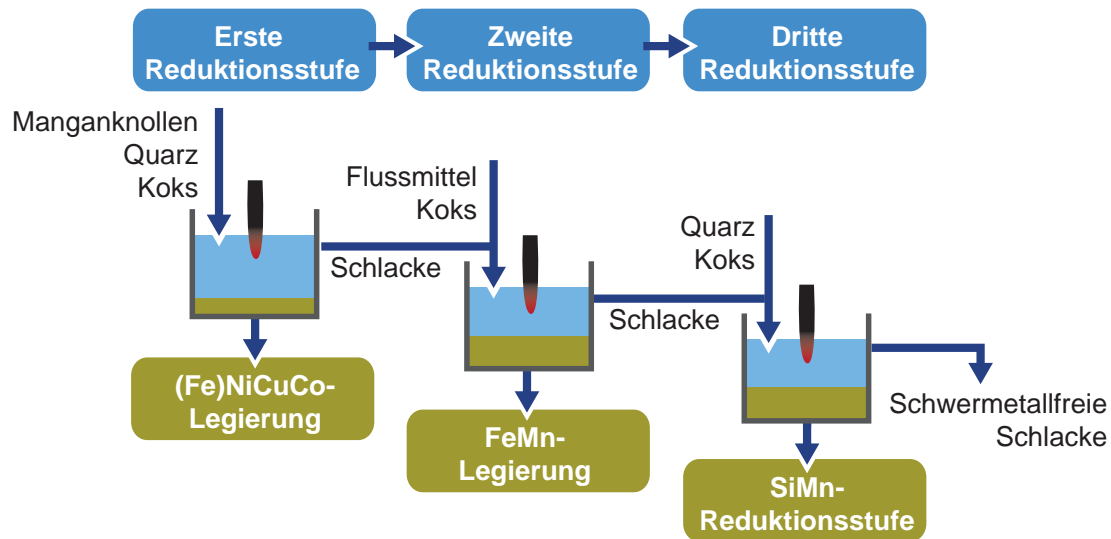 Erste
Reduktionsstufe
Zweite
Reduktionsstufe
Dritte
Reduktionsstufe
Manganknollen
Quarz
Koks
Flussmittel
Koks
Quarz
Koks
Schlacke
Schlacke
(Fe)NiCuCo-
Legierung
FeMn-
Legierung
Schwermetallfreie
Schlacke
SiMn-
Reduktionsstufe